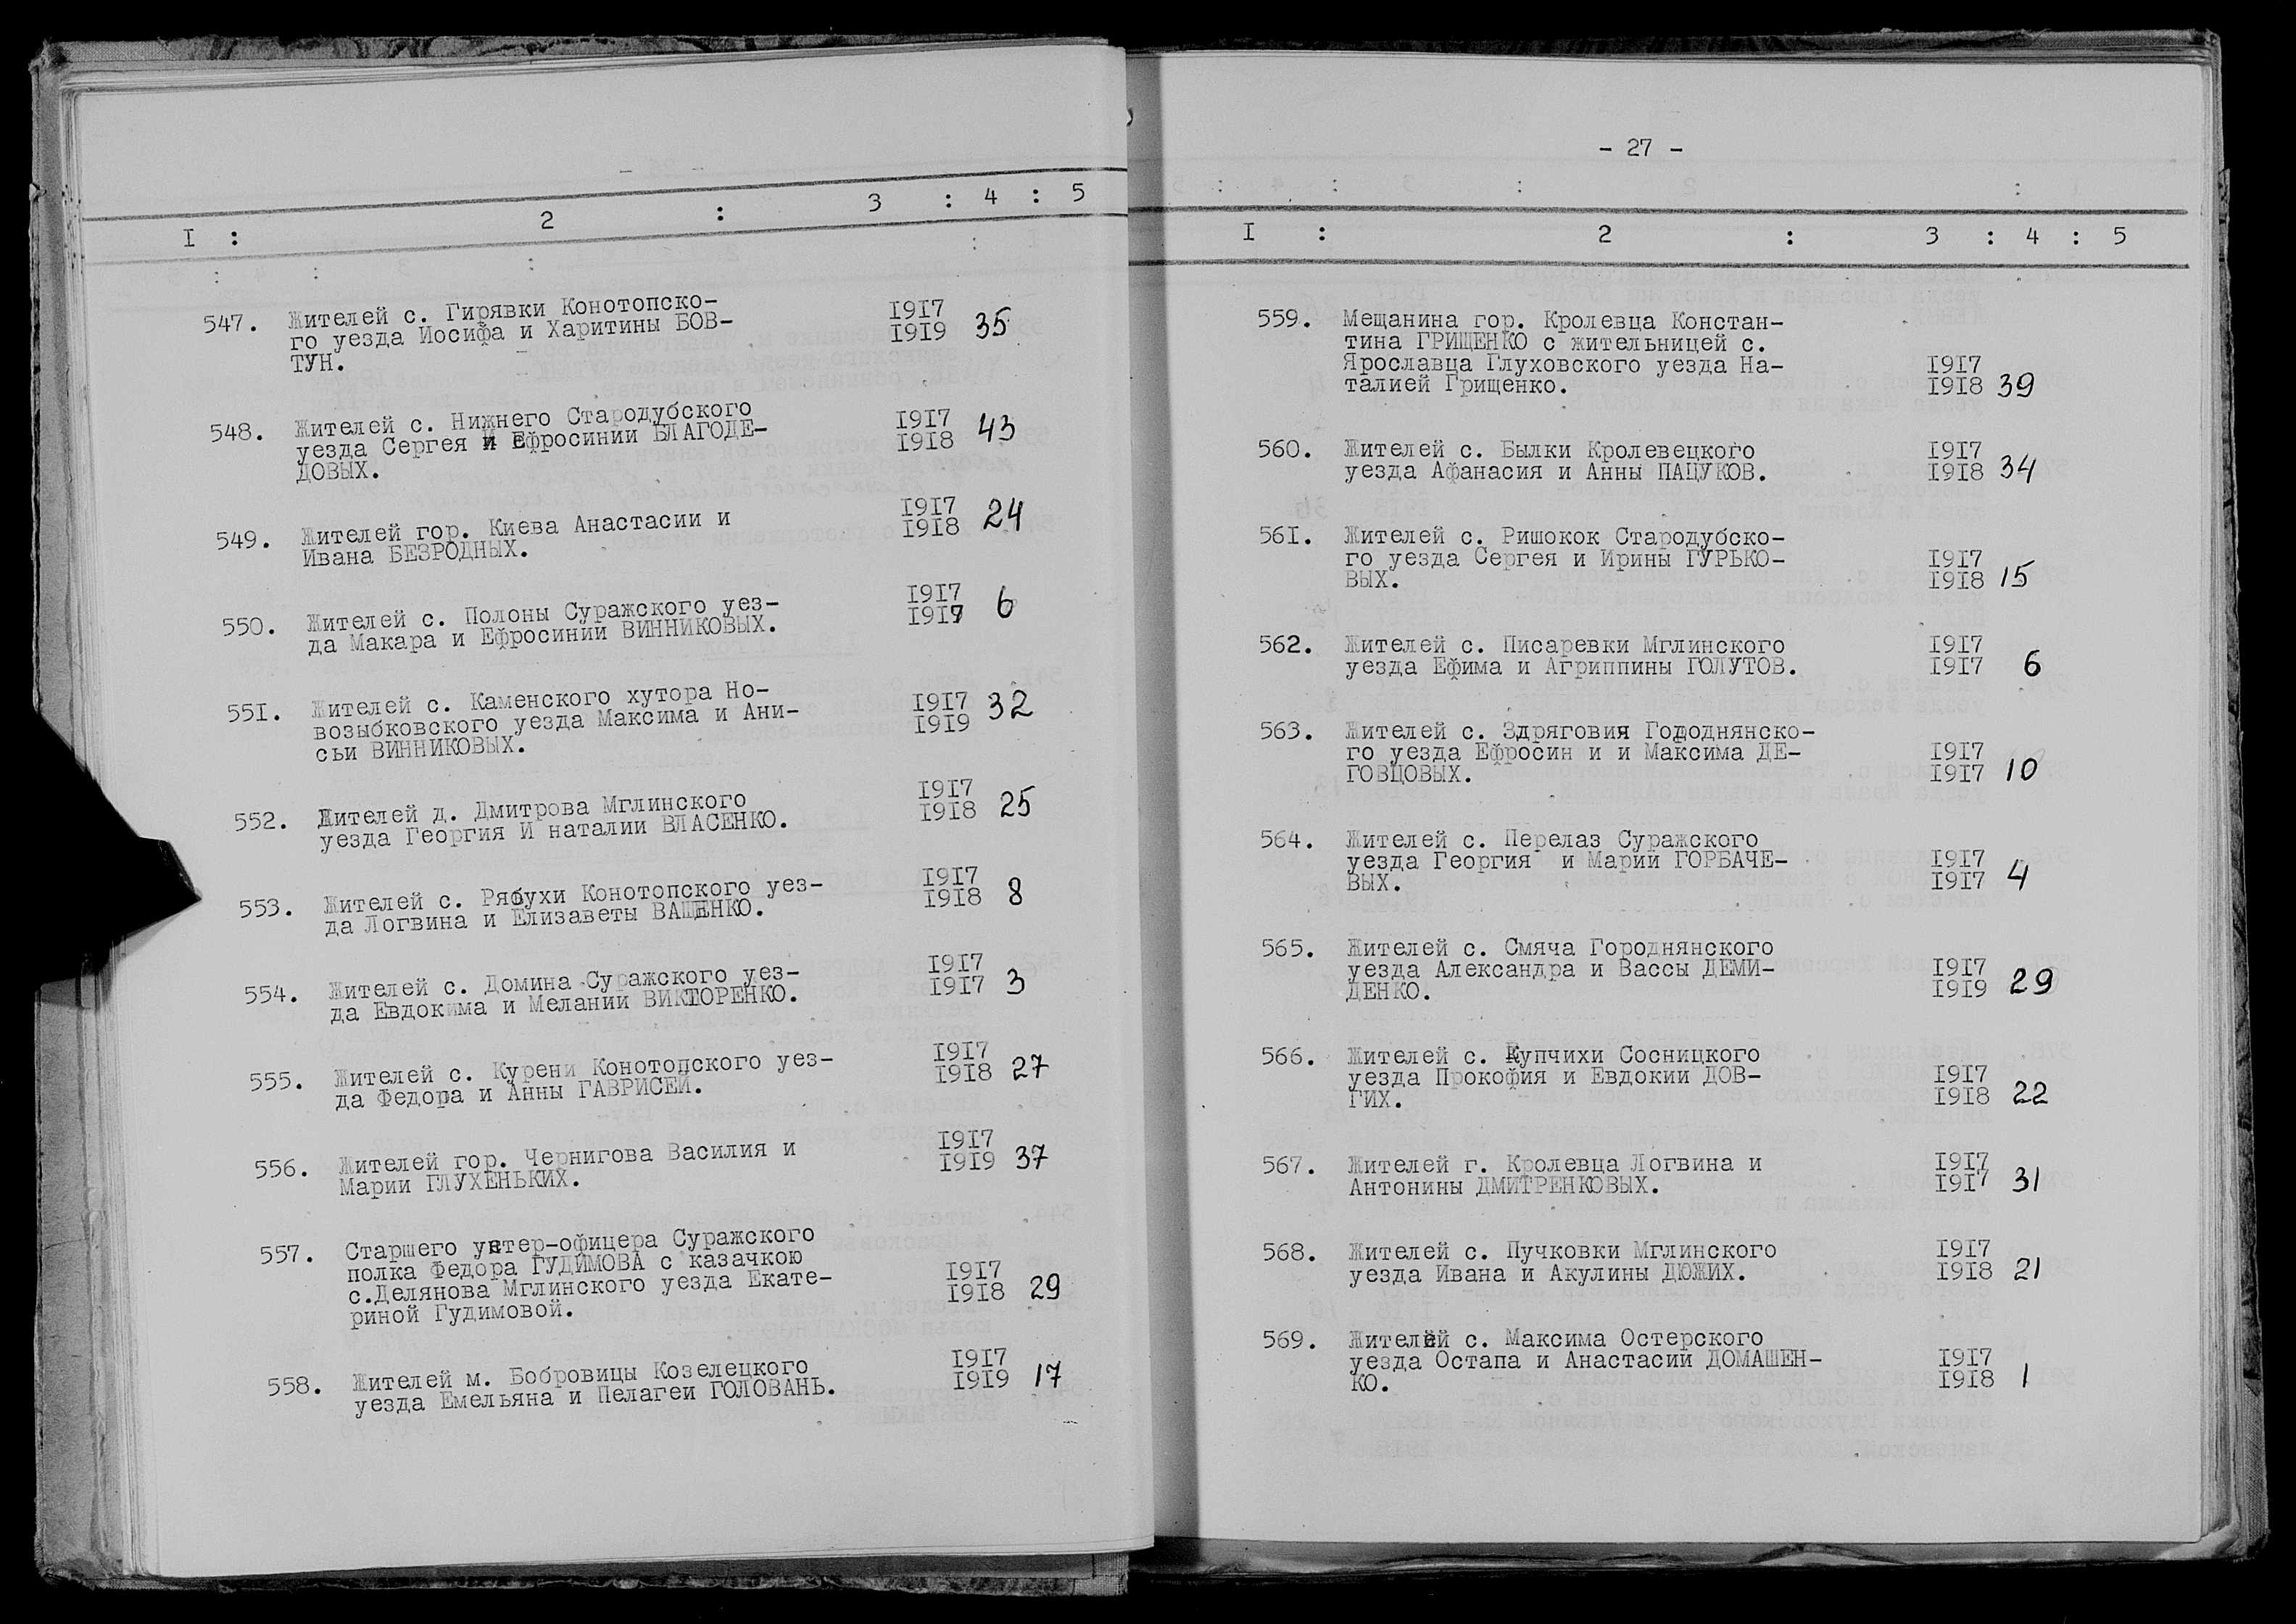 I : 2 : 3 : 4 : 5
547. Жителей с. Гирявки Конотопско- 1917
го уезда Иосифа и Харитины БОВ- 1919 35
ТУН.
548. Жителей с. Нижнего Стародубского 1917
уезда Сергея И Ефросинии БЛАГОДЕ- 1918 43
ДОВЫХ.
549. Жителей гор. Киева Анастасии и 1917
Ивана БЕЗРОДНЫХ. 1918 24
550. Жителей с. Полоны Суражского уез- 1917
да Макара и Ефросинии ВИННИКОВЫХ. 1917 6
551. Жителей с. Каменского хутора Но-
возыбковского уезда Максима и Ани- 1917
сьи ВИННИКОВЫХ. 1919 32
552. Жителей д. Дмитрова Мглинского 1917
уезда Георгия И наталии ВЛАСЕНКО. 1918 25
553. Жителей с. Рябухи Конотопского уез- 1917
да Логвина и Елизаветы ВАЩЕНКО. 1918 8
554. Жителей с. Домина Суражского уез- 1917
да Евдокима и Мелании ВИКТОРЕНКО. 1917 3
555. Жителей с. Курени Конотопского уез- 1917
да Федора и Анны ГАВРИСЕЙ. 1918 27
556. Жителей гор. Чернигова Василия и 1917
Марии ГЛУХЕНЬКИХ. 1919 37
557. Старшего унтер-офицера Суражского
полка Федора ГУДИМОВА с казачкою
с.Делянова Мглинского уезда Екате- 1917
риной Гудимовой. 1918 29
558. Жителей м. Бобровицы Козелецкого 1917
уезда Емельяна и Пелагеи ГОЛОВАНЬ. 1919 17
- 27 -
I : 2 : 3 : 4 : 5
559. Мещанина гор. Кролевца Констан-
тина ГРИЩЕНКО с жительницей с.
Ярославца Глуховского уезда На- 1917
талией Грищенко. 1918 39
560. Жителей с. Былки Кролевецкого 1917
уезда Афанасия и Анны ПАЦУКОВ. 1918 34
561. Жителей с. Ришокок Стародубско-
го уезда Сергея и Ирины ГУРЬКО- 1917
ВЫХ. 1918 15
562. Жителей с. Писаревки Мглинского 1917
уезда Ефима и Агриппины ГОЛУТОВ. 1917 6
563. Жителей с. Здряговия Гододнянско-
го уезда Ефросин и и Максима ДЕ- 1917
ГОВЦОВЫХ. 1917 10
564. Жителей с. Перелаз Суражского
уезда Георгия и Марии ГОРБАЧЕ- 1917
ВЫХ. 1917 4
565. Жителей с. Смяча Городнянского
уезда Александра и Вассы ДЕМИ- 1917
ДЕНКО. 1919 29
566. Жителей с. Купчихи Сосницкого
уезда Прокофия и Евдокии ДОВ- 1917
ГИХ. 1918 22
567. Жителей г. Кролевца Логвина и 1917
Антонины ДМИТРЕНКОВЫХ. 1917 31
568. Жителей с. Пучковки Мглинского 1917
уезда Ивана и Акулины ДЮЖИХ. 1918 21
569. Жителей с. Максима Остерского
уезда Остапа и Анастасии ДОМАШЕН- 1917
КО. 1918 1